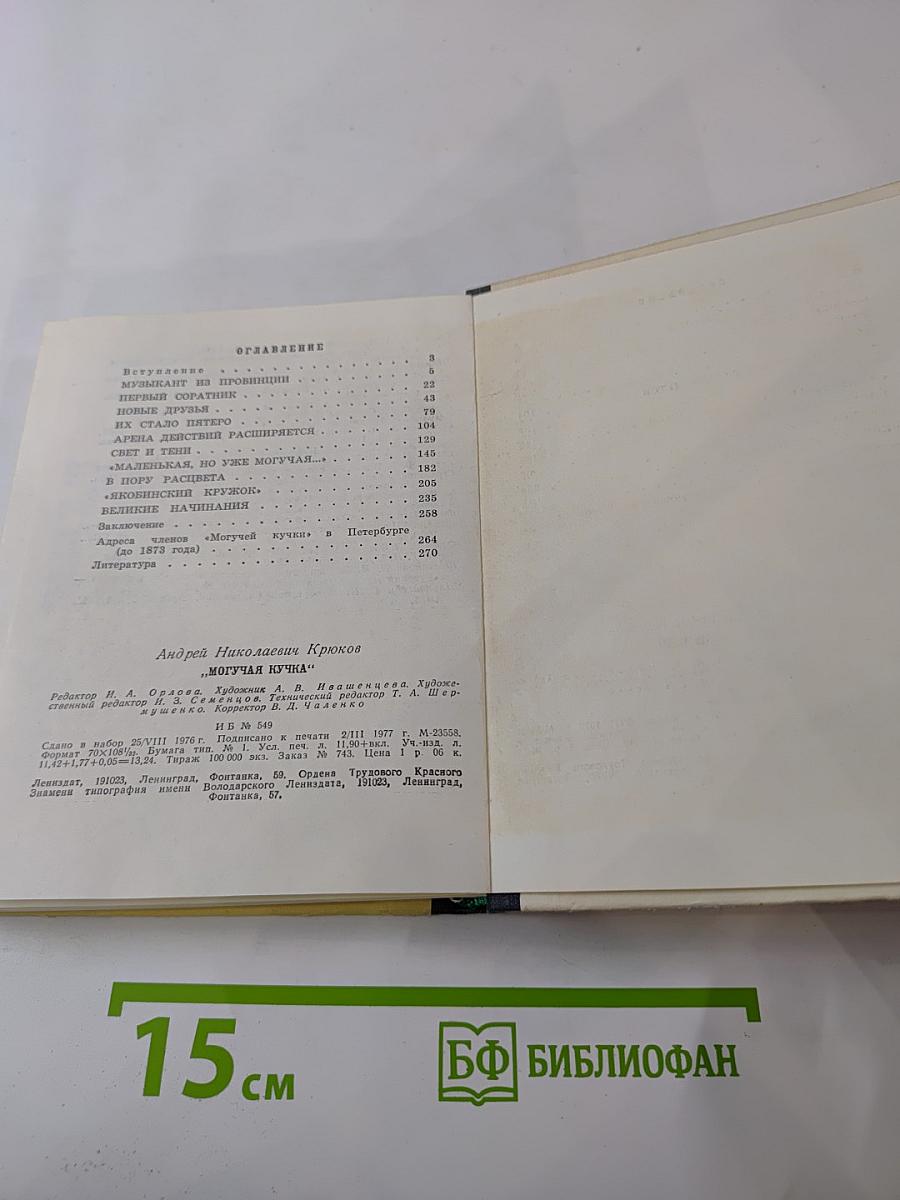 ОГЛАВЛЕНИЕ
Вступление . . . . . . . . . . . . . . 3
МУЗЫКАНТ ИЗ ПРОВИНЦИИ . . . . . . . . 5
ПЕРВЫЙ СОРАТНИК . . . . . . . . . . . 22
НОВЫЕ ДРУЗЬЯ . . . . . . . . . . . . . 43
ИХ СТАЛО ПЯТЕРО . . . . . . . . . . . 79
АРЕНА ДЕЙСТВИЙ РАСШИРЯЕТСЯ . . . . . . 104
СВЕТ И ТЕНИ . . . . . . . . . . . . . 129
«МАЛЕНЬКАЯ, НО УЖЕ МОГУЧАЯ...» . . . . . . 145
В ПОРУ РАСЦВЕТА . . . . . . . . . . . 182
«ЯКОБИНСКИЙ КРУЖОК» . . . . . . . . . 205
ВЕЛИКИЕ НАЧИНАНИЯ . . . . . . . . . . 235
Заключение . . . . . . . . . . . . . . 258
Адреса членов «Могучей кучки» в Петербурге
(до 1873 года) . . . . . . . . . . . . 264
Литература . . . . . . . . . . . . . . 270
Андрей Николаевич Крюков
„МОГУЧАЯ КУЧКА“
Редактор И. А. Орлова. Художник А. В. Ивашенцева. Художе-
ственный редактор И. З. Семенцов. Технический редактор Т. А. Шер-
мушенко. Корректор В. Д. Чаленко
ИБ № 549
Сдано в набор 25/VIII 1976 г. Подписано к печати 2/III 1977 г. М-23558.
Формат 70×108¹/₃₂. Бумага тип. № 1. Усл. печ. л. 11,90+вкл. Уч.-изд. л.
11,42+1,77+0,05=13,24. Тираж 100 000 экз. Заказ № 743. Цена 1 р. 06 к.
Лениздат, 191023, Ленинград, Фонтанка, 59. Ордена Трудового Красного
Знамени типография имени Володарского Лениздата, 191023, Ленинград,
Фонтанка, 57.
15 см
БФ БИБЛИОФАН